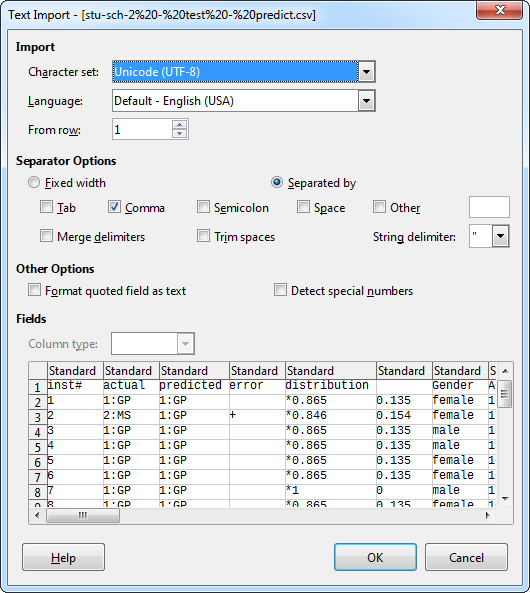 Text Import - [stu-sch-2%20-%20test%20-%20predict.csv]
Import
Character set: Unicode (UTF-8)
Language: Default - English (USA)
From row: 1
Separator Options
Fixed width Separated by
Tab Comma Semicolon Space Other
Merge delimiters Trim spaces String delimiter: "
Other Options
Format quoted field as text Detect special numbers
Fields
Column type:
Standard Standard Standard Standard Standard Standard Standard S
1 inst# actual predicted error distribution Gender A
2 1 1:GP 1:GP *0.865 0.135 female 1
3 2 2:MS 1:GP + *0.846 0.154 female 1
4 3 1:GP 1:GP *0.865 0.135 male 1
5 4 1:GP 1:GP *0.865 0.135 male 1
6 5 1:GP 1:GP *0.865 0.135 female 1
7 6 1:GP 1:GP *0.865 0.135 female 1
8 7 1:GP 1:GP *1 0 male 1
9 8 1:GP 1:GP *0.865 0.135 female 1
Help OK Cancel